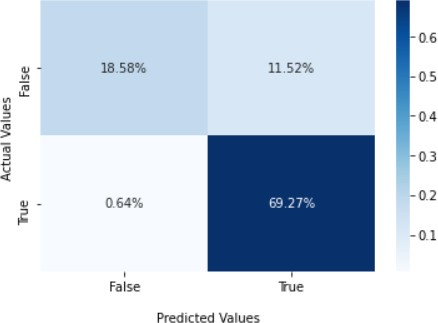 Actual Values
False
True
18.58%
11.52%
0.64%
69.27%
False
True
Predicted Values
0.6
0.5
0.4
0.3
0.2
0.1